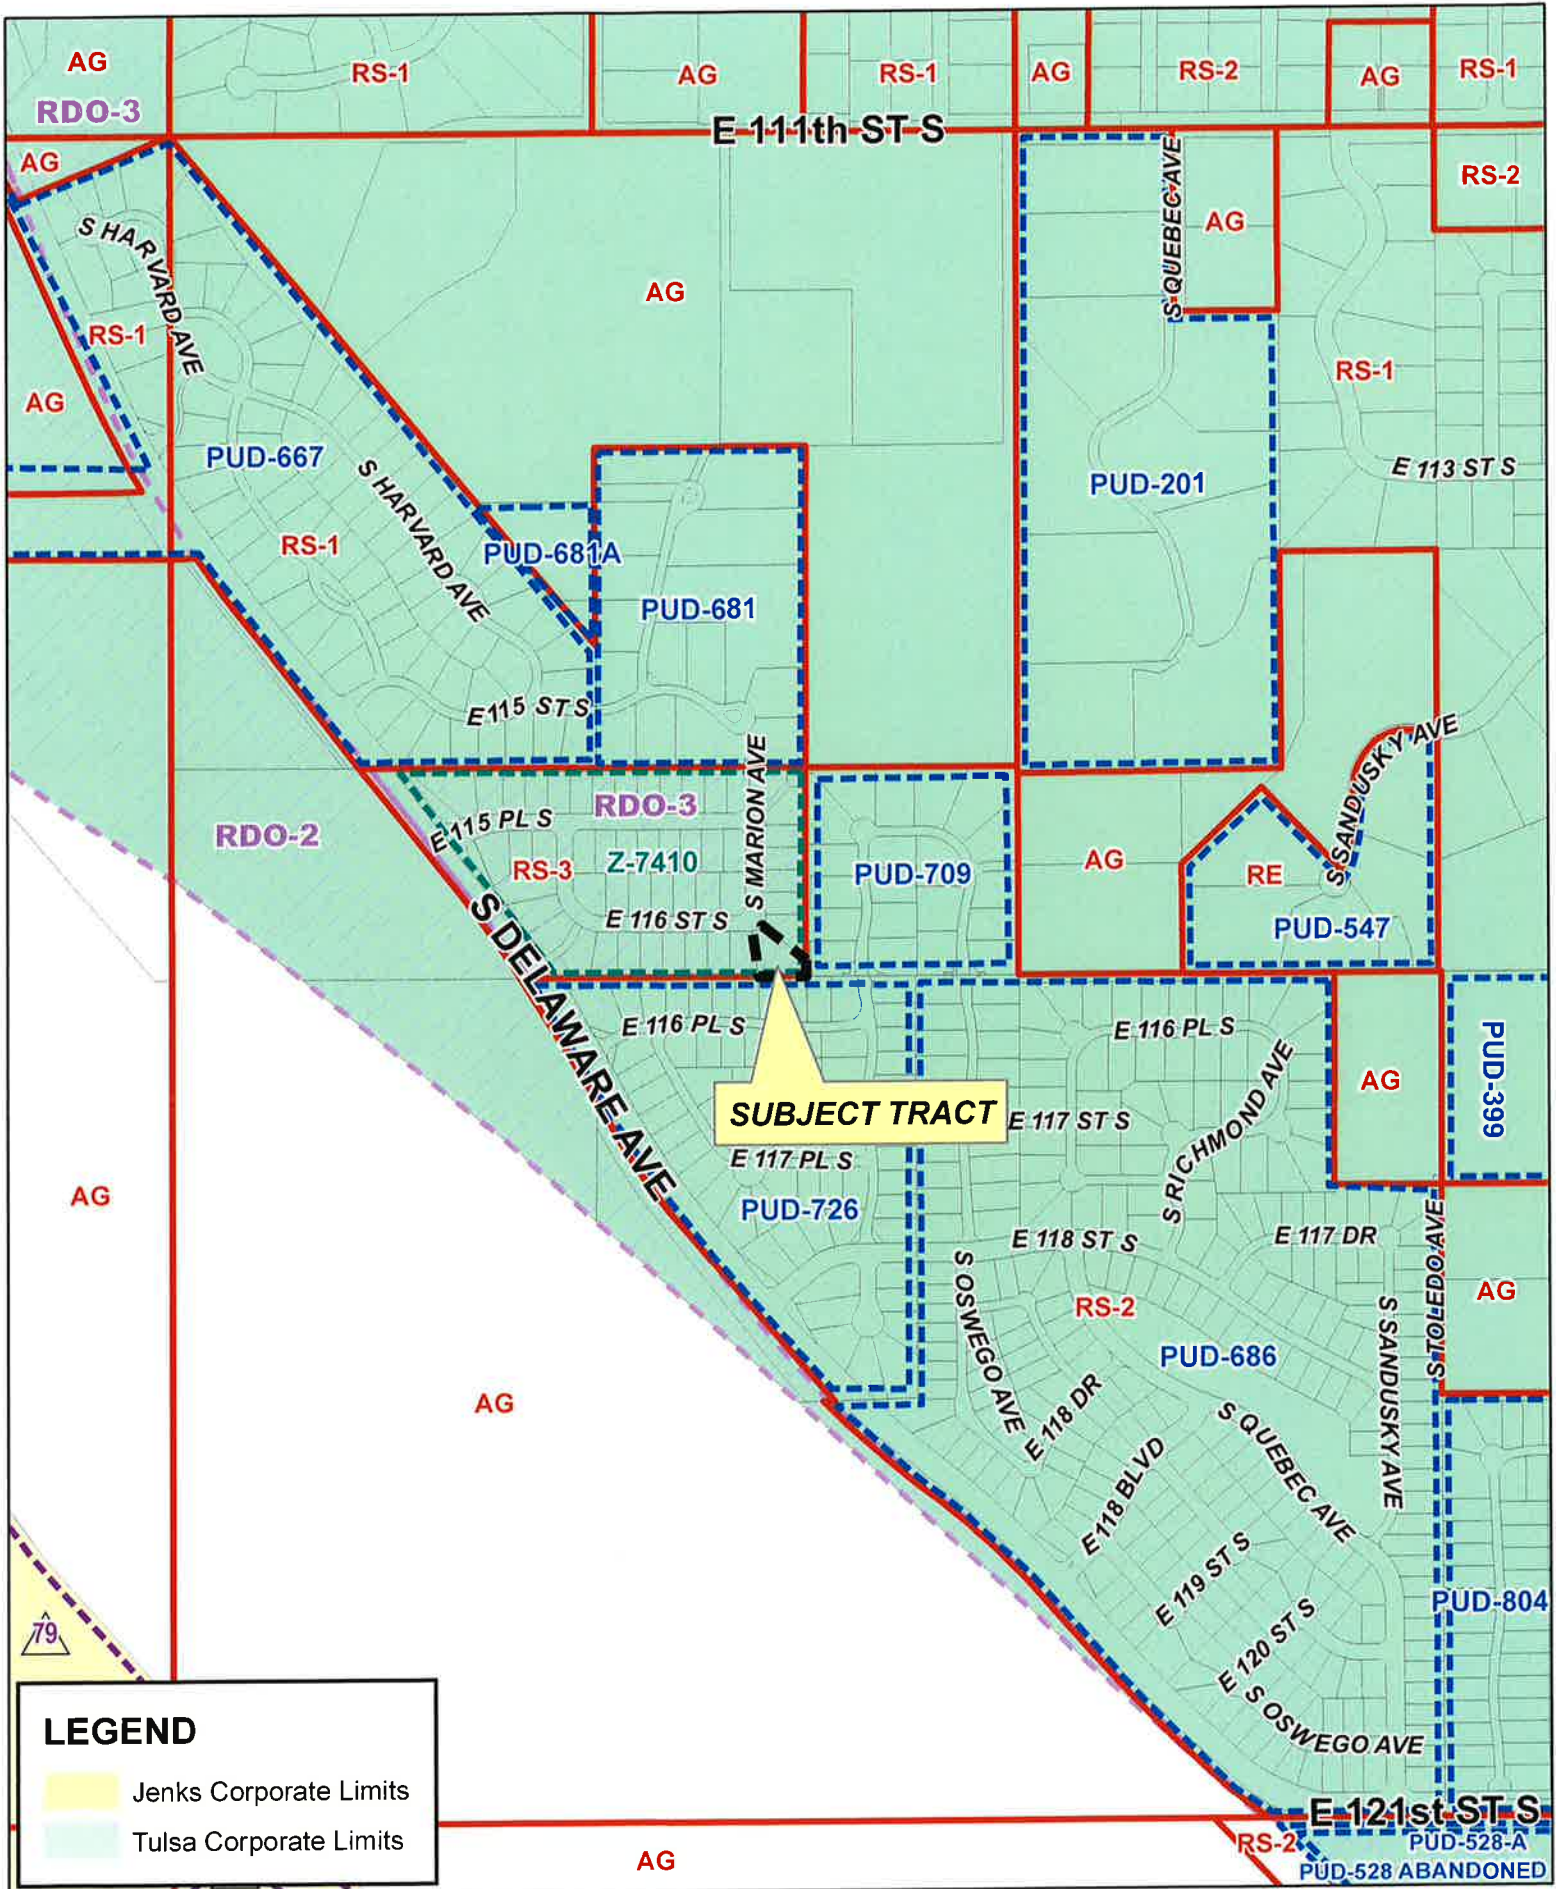 AG
RS-1
AG
RS-1
AG
RS-2
AG
RS-1
RDO-3
E 111th ST S
AG
S QUEBEC AVE
RS-2
AG
S HARVARD AVE
AG
RS-1
RS-1
AG
PUD-667
S HARVARD AVE
E 113 ST S
PUD-201
RS-1
PUD-681A
PUD-681
E 115 ST S
S MARION AVE
S SANDUSKY AVE
RDO-3
RDO-2
E 115 PL S
RS-3
Z-7410
PUD-709
AG
RE
E 116 ST S
PUD-547
S DELAWARE AVE
E 116 PL S
E 116 PL S
PUD-399
AG
SUBJECT TRACT
E 117 ST S
S RICHMOND AVE
E 117 PL S
AG
PUD-726
E 118 ST S
E 117 DR
S TOLEDO AVE
S OSWEGO AVE
RS-2
AG
S SANDUSKY AVE
PUD-686
E 118 DR
AG
S QUEBEC AVE
E 118 BLVD
E 119 ST S
PUD-804
E 120 ST S
79
S OSWEGO AVE
LEGEND
Jenks Corporate Limits
Tulsa Corporate Limits
E 121st ST S
RS-2
PUD-528-A
AG
PUD-528 ABANDONED